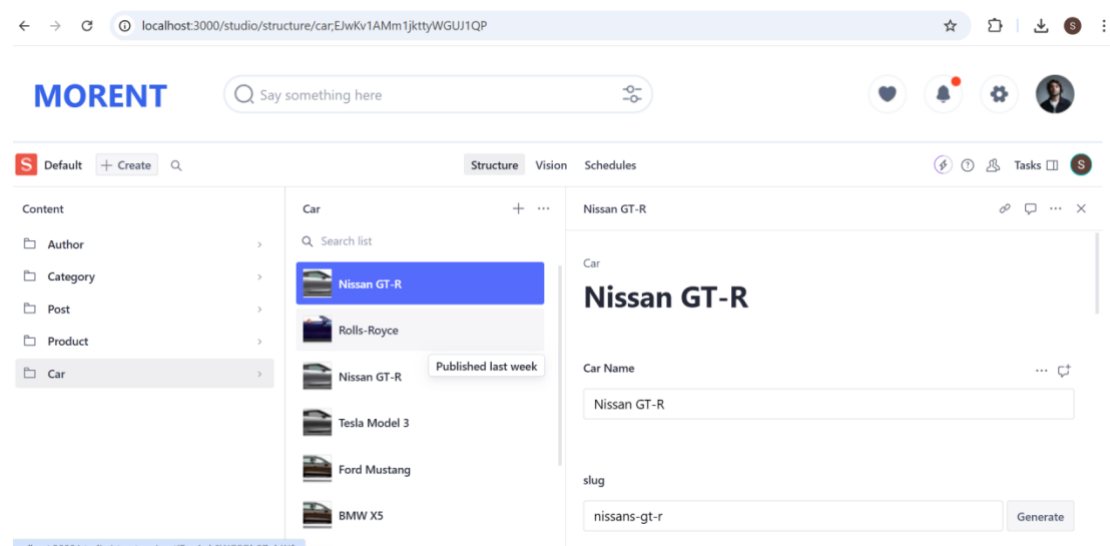 localhost:3000/studio/structure/car;EJwKv1AMm1jkttyWGUJ1QP
S
MORENT
Say something here
S Default + Create
Structure Vision Schedules
Tasks S
Content
Author
Category
Post
Product
Car
Car
Search list
Nissan GT-R
Rolls-Royce
Published last week
Nissan GT-R
Tesla Model 3
Ford Mustang
BMW X5
Nissan GT-R
Car
Nissan GT-R
Car Name
Nissan GT-R
slug
nissans-gt-r
Generate